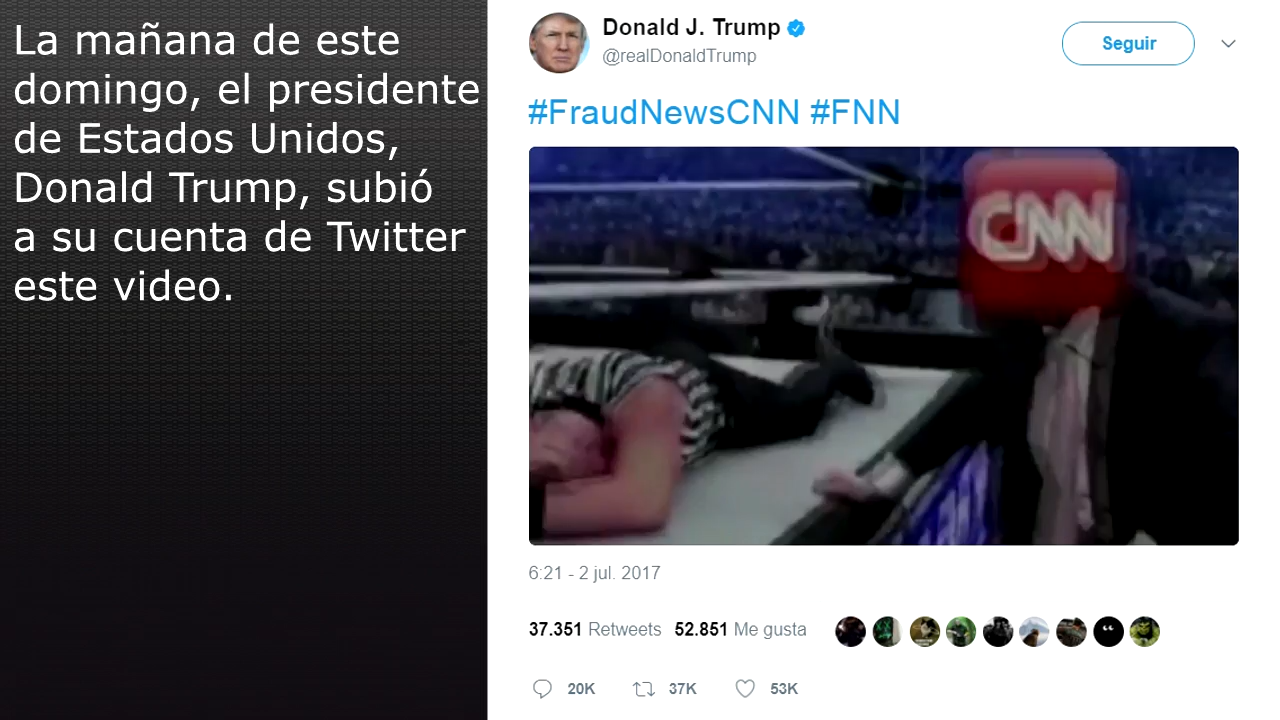 La mañana de este
domingo, el presidente
de Estados Unidos,
Donald Trump, subió
a su cuenta de Twitter
este video.
Donald J. Trump
@realDonaldTrump
Seguir
#FraudNewsCNN #FNN
CNN
6:21 - 2 jul. 2017
37.351 Retweets 52.851 Me gusta
20K 37K 53K